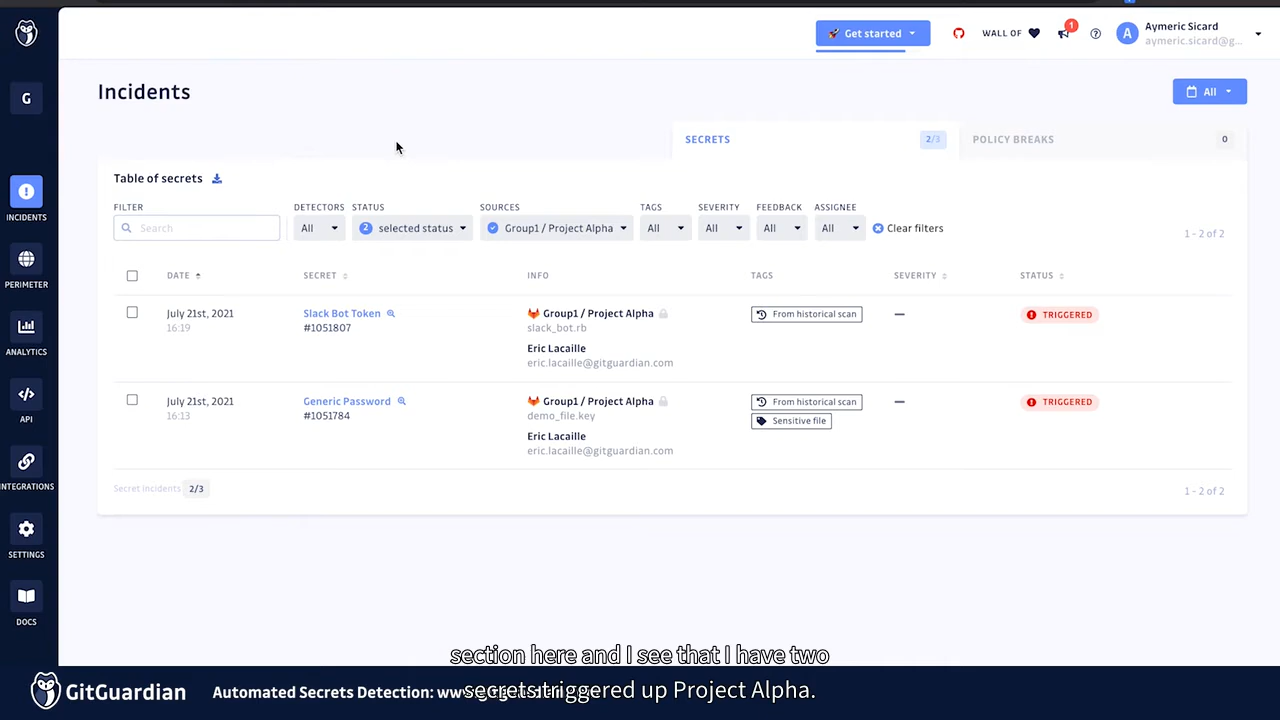 Get started
WALL OF
1
A
Aymeric Sicard
aymeric.sicard@g...
G
Incidents
All
SECRETS
2/3
POLICY BREAKS
0
Table of secrets
FILTER
DETECTORS
STATUS
SOURCES
TAGS
SEVERITY
FEEDBACK
ASSIGNEE
Search
All
2 selected status
Group1 / Project Alpha
All
All
All
All
Clear filters
1 - 2 of 2
DATE
SECRET
INFO
TAGS
SEVERITY
STATUS
July 21st, 2021
16:19
Slack Bot Token
#1051807
Group1 / Project Alpha
slack_bot.rb
Eric Lacaille
eric.lacaille@gitguardian.com
From historical scan
—
TRIGGERED
July 21st, 2021
16:13
Generic Password
#1051784
Group1 / Project Alpha
demo_file.key
Eric Lacaille
eric.lacaille@gitguardian.com
From historical scan
Sensitive file
—
TRIGGERED
Secret Incidents 2/3
1 - 2 of 2
INCIDENTS
PERIMETER
ANALYTICS
API
INTEGRATIONS
SETTINGS
DOCS
section here and I see that I have two
secrets triggered up Project Alpha.
GitGuardian
Automated Secrets Detection: